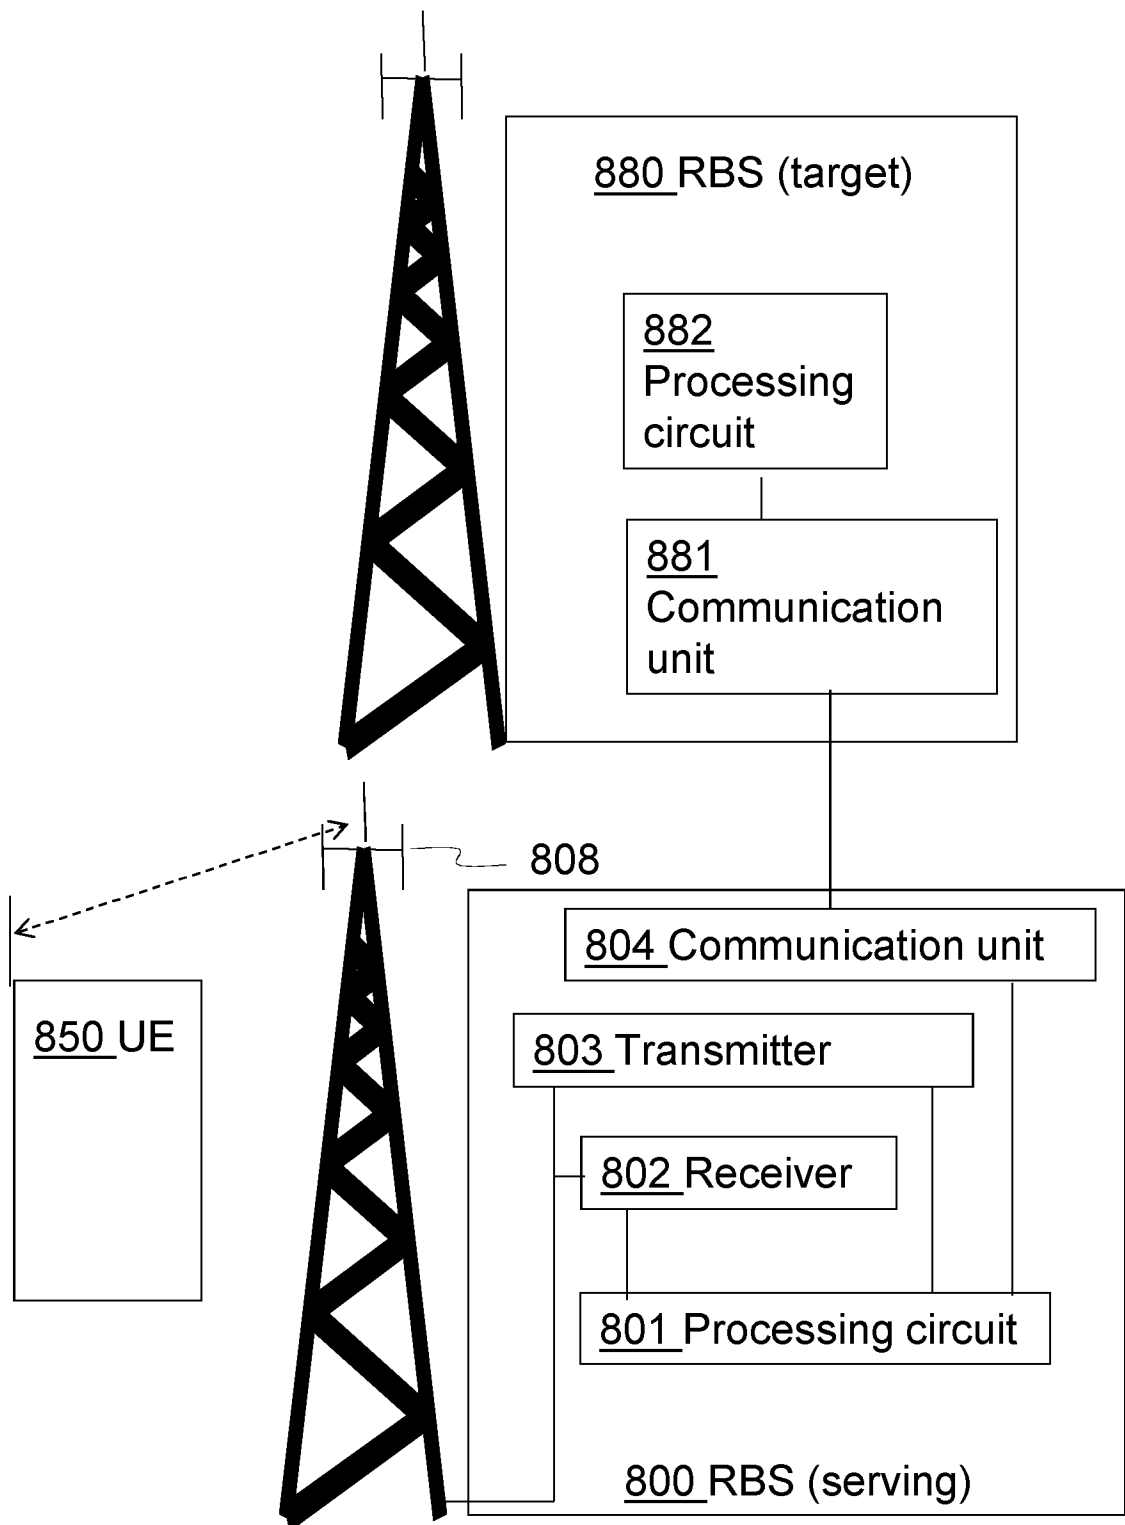 880 RBS (target)
882
Processing
circuit
881
Communication
unit
808
804 Communication unit
850 UE
803 Transmitter
802 Receiver
801 Processing circuit
800 RBS (serving)